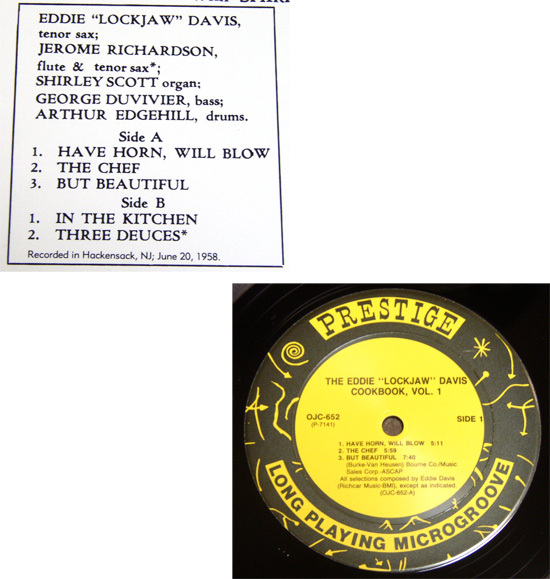 EDDIE "LOCKJAW" DAVIS,
tenor sax;
JEROME RICHARDSON,
flute & tenor sax*;
SHIRLEY SCOTT organ;
GEORGE DUVIVIER, bass;
ARTHUR EDGEHILL, drums.
Side A
1. HAVE HORN, WILL BLOW
2. THE CHEF
3. BUT BEAUTIFUL
Side B
1. IN THE KITCHEN
2. THREE DEUCES*
Recorded in Hackensack, NJ; June 20, 1958.
PRESTIGE
THE EDDIE "LOCKJAW" DAVIS
COOKBOOK, VOL. 1
OJC-652
(P-7141)
SIDE 1
1. HAVE HORN, WILL BLOW 5:11
2. THE CHEF 5:59
3. BUT BEAUTIFUL 7:40
(Burke-Van Heusen) Bourne Co./Music
Sales Corp.-ASCAP
All selections composed by Eddie Davis
(Richcar Music-BMI), except as indicated.
(OJC-652-A)
LONG PLAYING MICROGROOVE